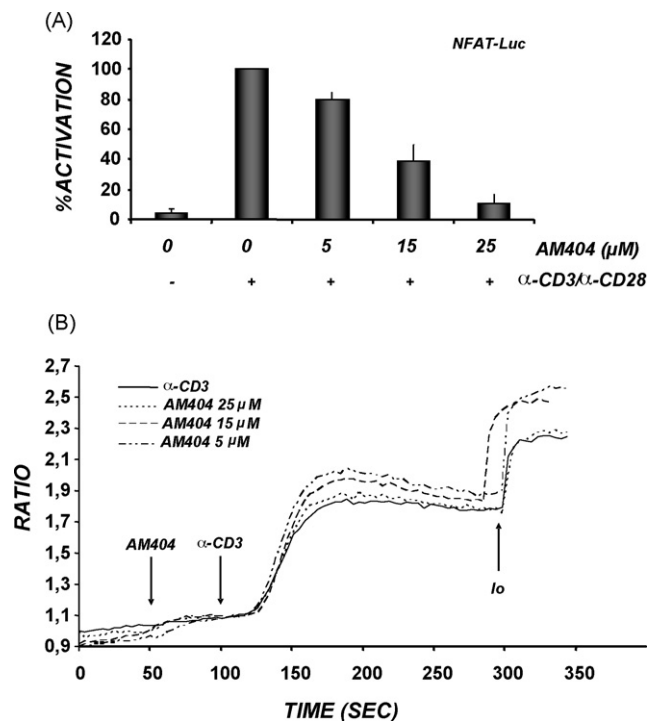 (A)
NFAT-Luc
%ACTIVATION
120
100
80
60
40
20
0
0 0 5 15 25 AM404 (μM)
- + + + + α-CD3/α-CD28
(B)
RATIO
2,7
2,5
2,3
2,1
1,9
1,7
1,5
1,3
1,1
0,9
α-CD3
AM404 25 μM
AM404 15 μM
AM404 5 μM
AM404 α-CD3
Io
0 50 100 150 200 250 300 350
TIME (SEC)